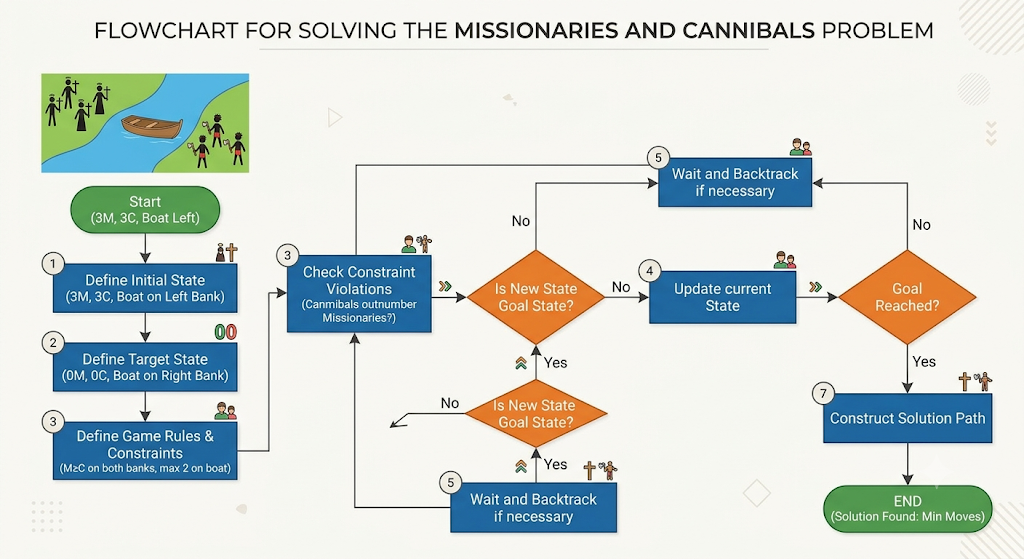 FLOWCHART FOR SOLVING THE MISSIONARIES AND CANNIBALS PROBLEM
Start
(3M, 3C, Boat Left)
1
Define Initial State
(3M, 3C, Boat on Left Bank)
2
Define Target State
(0M, 0C, Boat on Right Bank)
3
Define Game Rules &
Constraints
(M≥C on both banks, max 2 on boat)
3
Check Constraint
Violations
(Canmibals outnumber
Missionaries?)
5
Wait and Backtrack
if necessary
No
Is New State
Goal State?
No
4
Update current
State
No
Goal
Reached?
Yes
Yes
No
Is New State
Goal State?
Yes
5
Wait and Backtrack
if necessary
7
Construct Solution Path
END
(Solution Found: Min Moves)